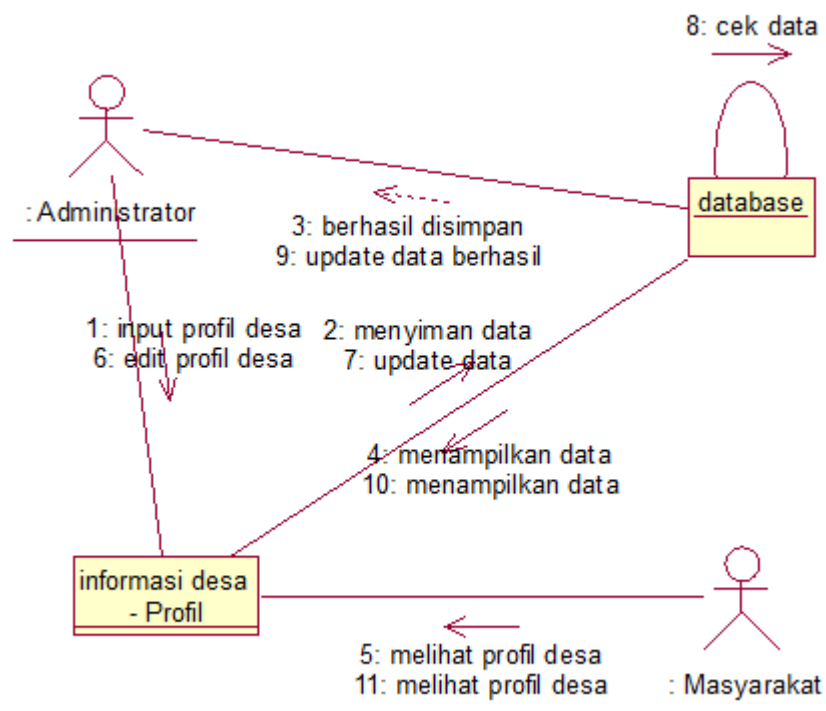 8: cek data
database
: Administrator
3: berhasil disimpan
9: update data berhasil
1: input profil desa
6: edit profil desa
2: menyiman data
7: update data
4: menampilkan data
10: menampilkan data
informasi desa
- Profil
5: melihat profil desa
11: melihat profil desa
: Masyarakat